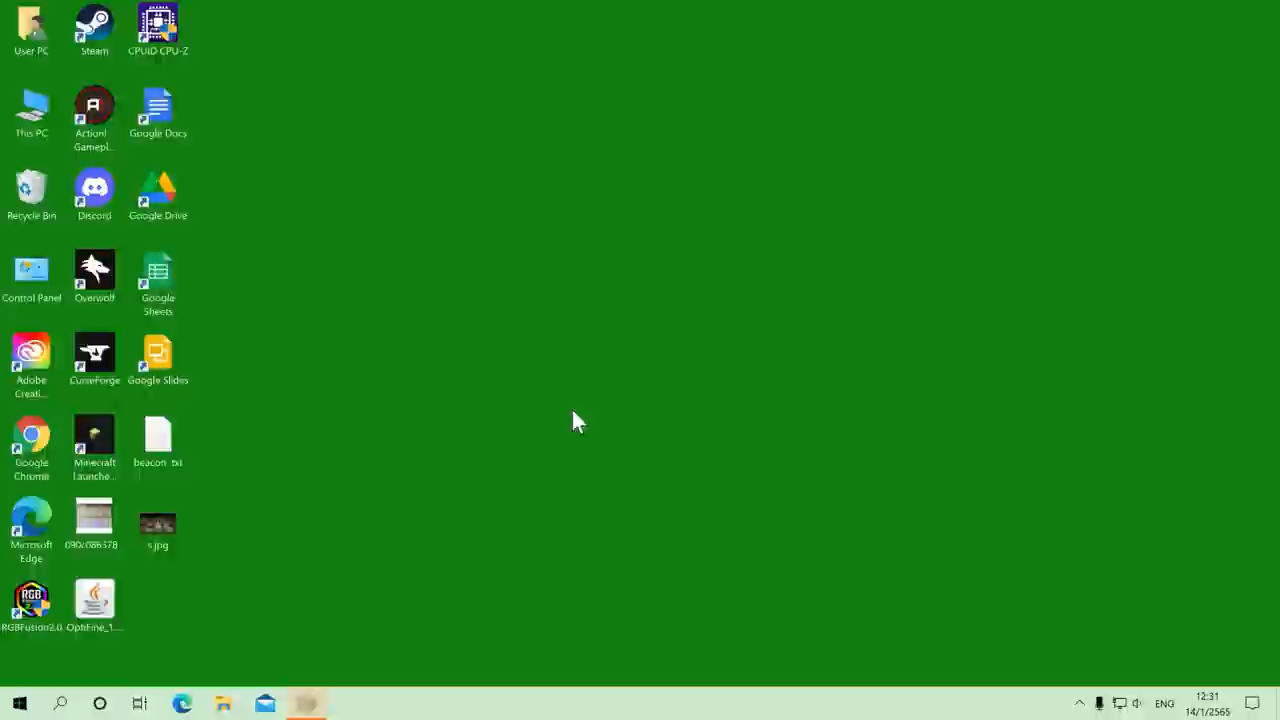 User PC
Steam
CPUID CPU-Z
This PC
Action!
Gamepl...
Google Docs
Recycle Bin
Discord
Google Drive
Control Panel
Overwolf
Google
Sheets
Adobe
Creati...
CurseForge
Google Slides
Google
Chrome
Minecraft
Launche...
beacon_txt
Microsoft
Edge
s.jpg
RGB
RGBFusion2.0
OptiFine_1....
ENG
12:31
14/1/2565